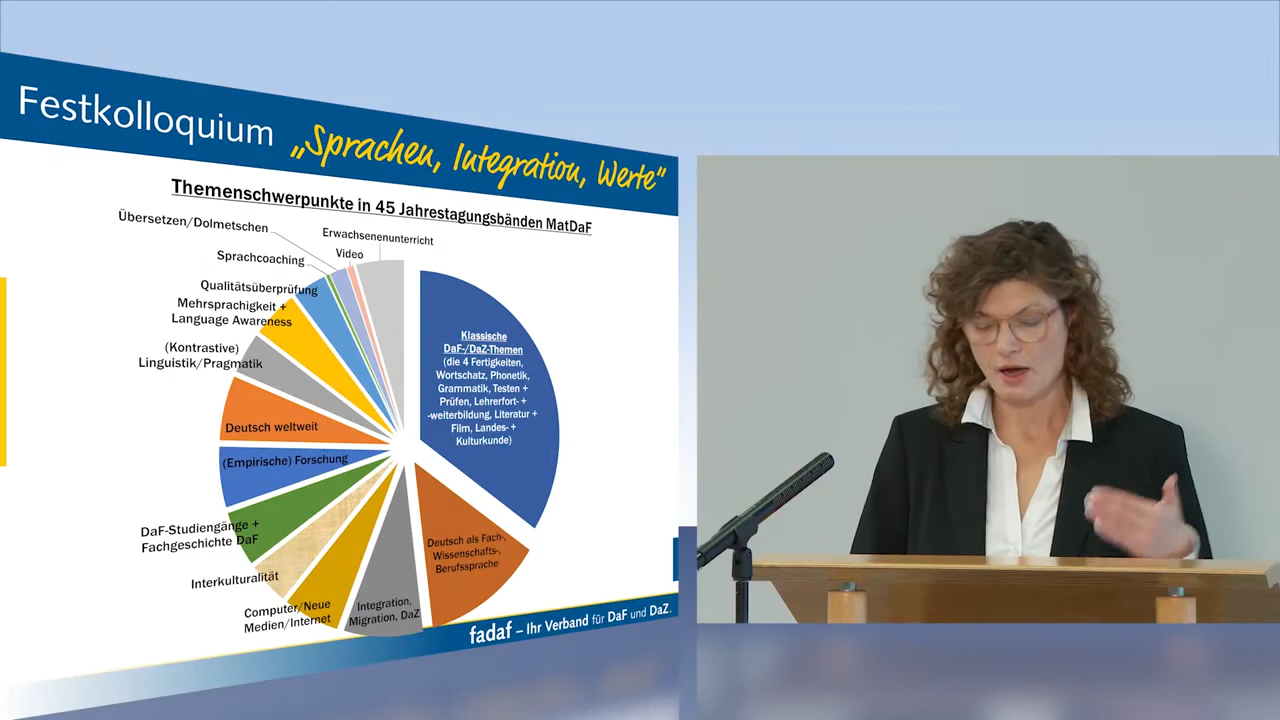 Festkolloquium „Sprachen, Integration, Werte“
Themenschwerpunkte in 45 Jahrestagungsbänden MatDaF
Übersetzen/Dolmetschen
Erwachsenenunterricht
Video
Sprachcoaching
Qualitätsüberprüfung
Mehrsprachigkeit +
Language Awareness
(Kontrastive)
Linguistik/Pragmatik
Deutsch weltweit
(Empirische) Forschung
DaF-Studiengänge +
Fachgeschichte DaF
Interkulturalität
Computer/Neue
Medien/Internet
Integration,
Migration, DaZ
Deutsch als Fach-,
Wissenschafts-,
Berufssprache
Klassische
DaF-/DaZ-Themen
(die 4 Fertigkeiten,
Wortschatz, Phonetik,
Grammatik, Testen +
Prüfen, Lehrerfort- +
-weiterbildung, Literatur +
Film, Landes- +
Kulturkunde)
fadaf – Ihr Verband für DaF und DaZ.